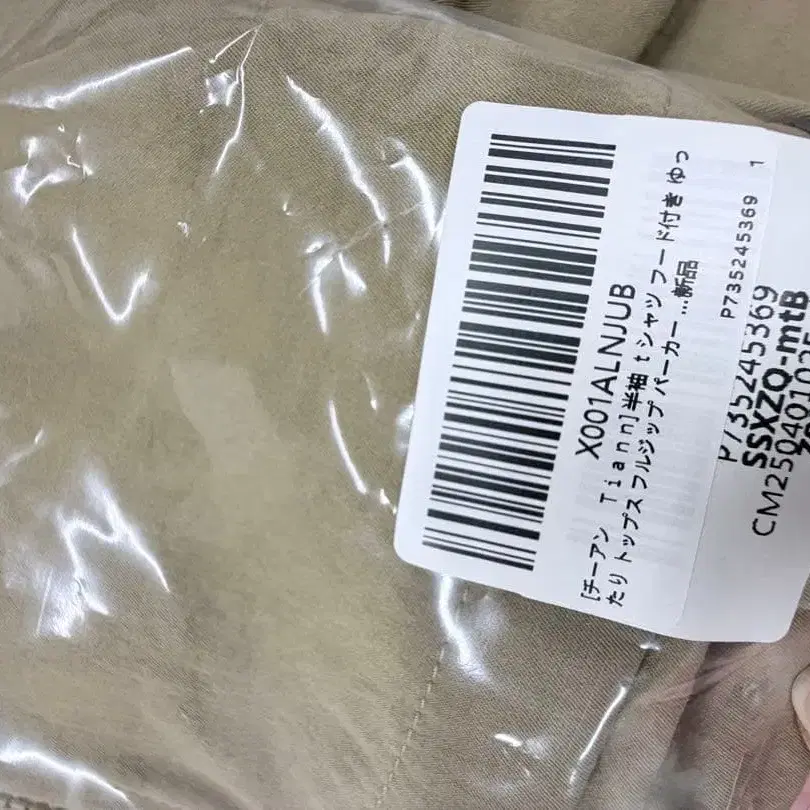 X001ALNJUB
[チーアン Tiann] 半袖 tシャツ フード付き ゆっ
たり トップス フルジップ パーカー ...新品
P735245369 1
P735245369
SSXZQ-mtB